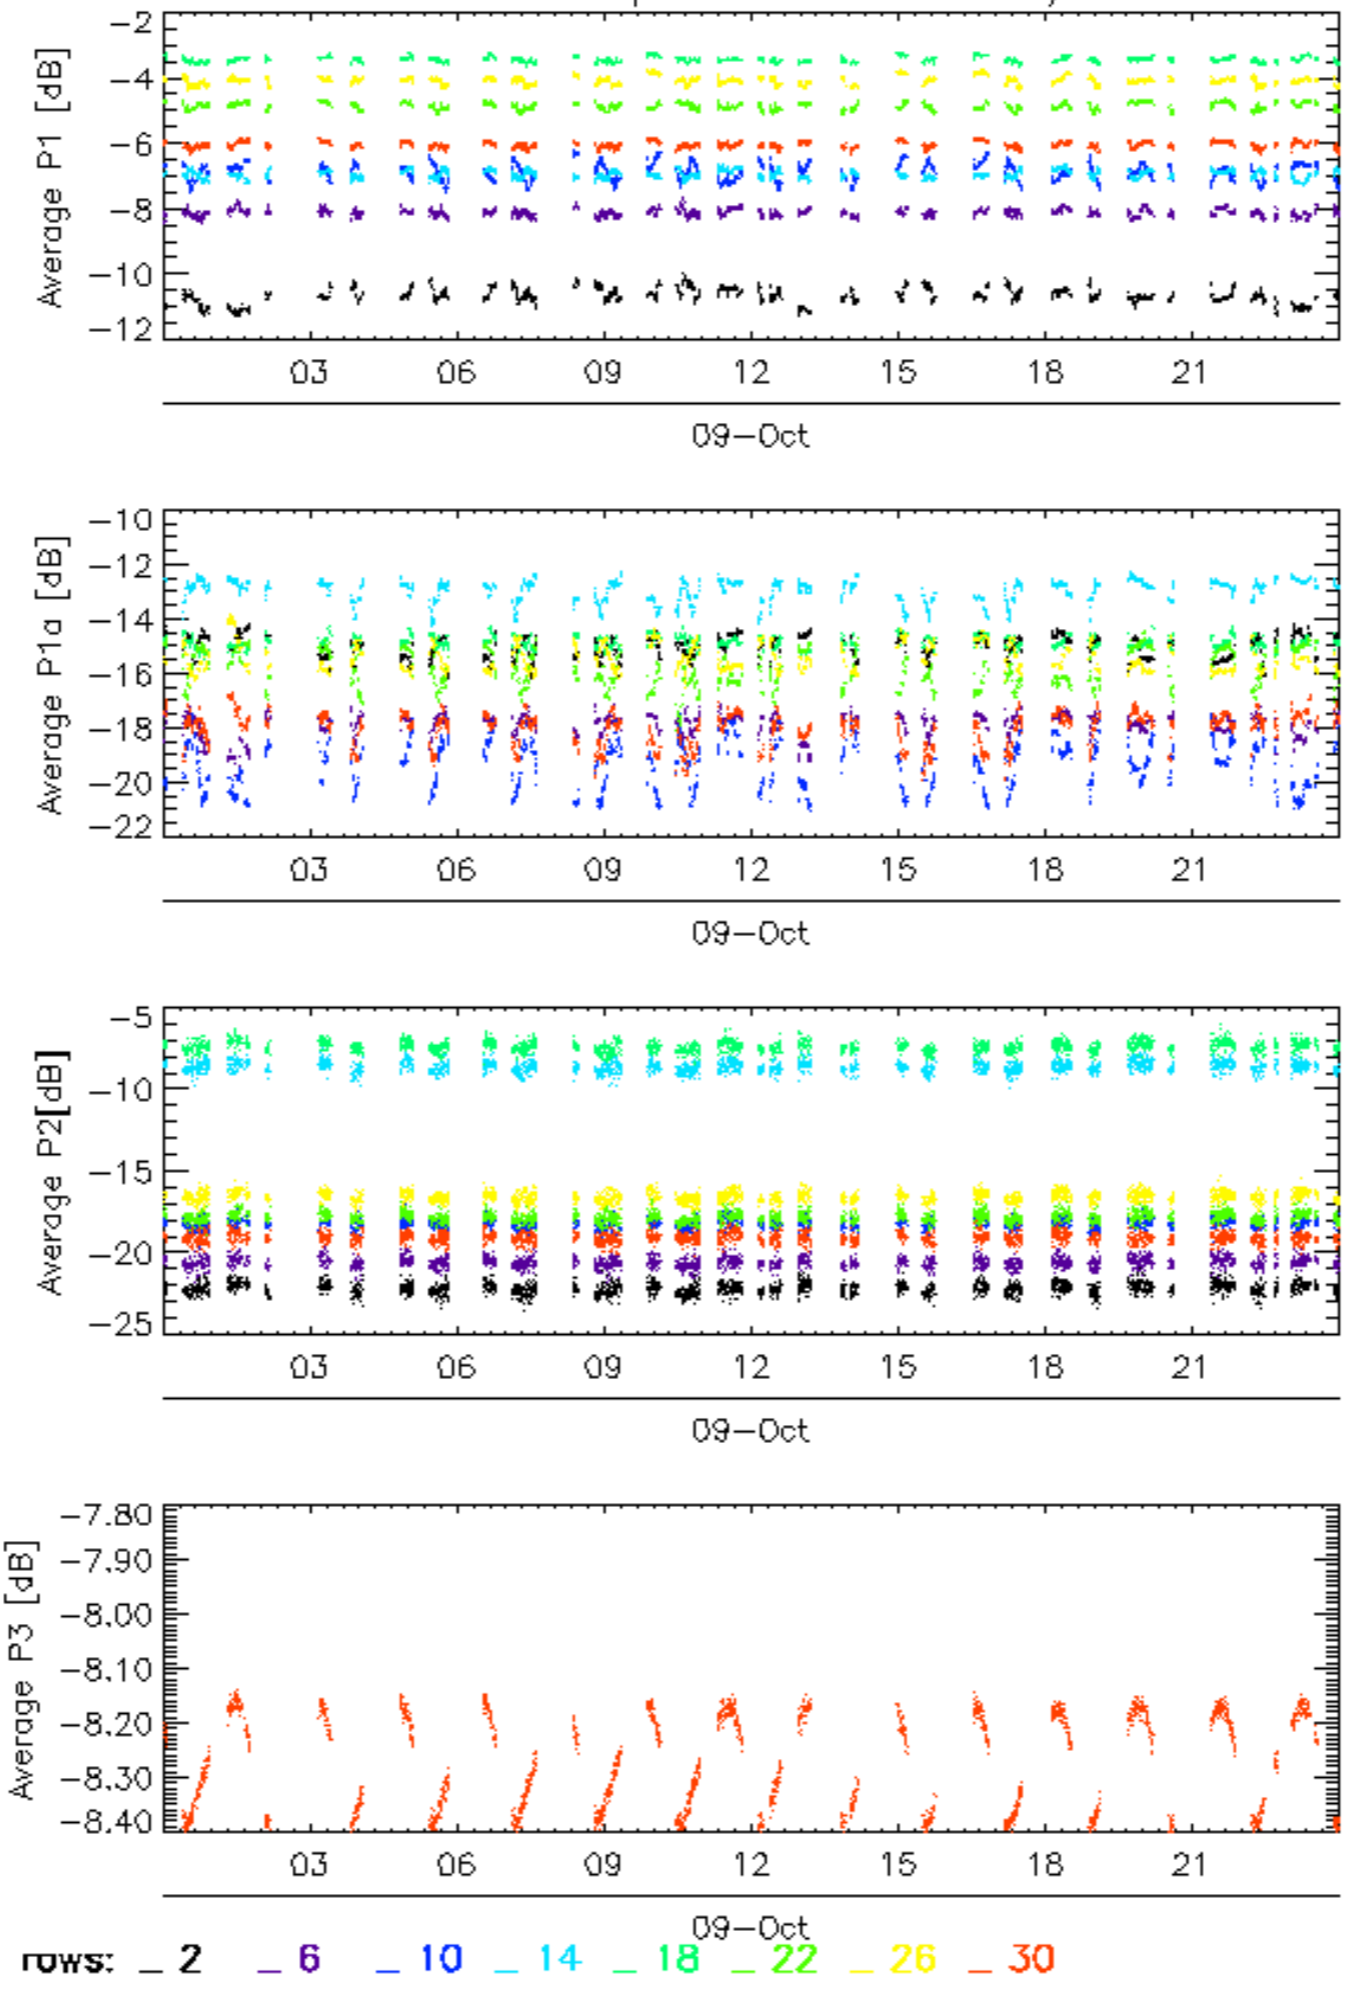 -2
-4
-6
-8
-10
-12
Average P1 [dB]
03 06 09 12 15 18 21
09-Oct
-10
-12
-14
-16
-18
-20
-22
Average P1a [dB]
03 06 09 12 15 18 21
09-Oct
-5
-10
-15
-20
-25
Average P2[dB]
03 06 09 12 15 18 21
09-Oct
-7.80
-7.90
-8.00
-8.10
-8.20
-8.30
-8.40
Average P3 [dB]
03 06 09 12 15 18 21
09-Oct
rows: _ 2 _ 6 _ 10 _ 14 _ 18 _ 22 _ 26 _ 30